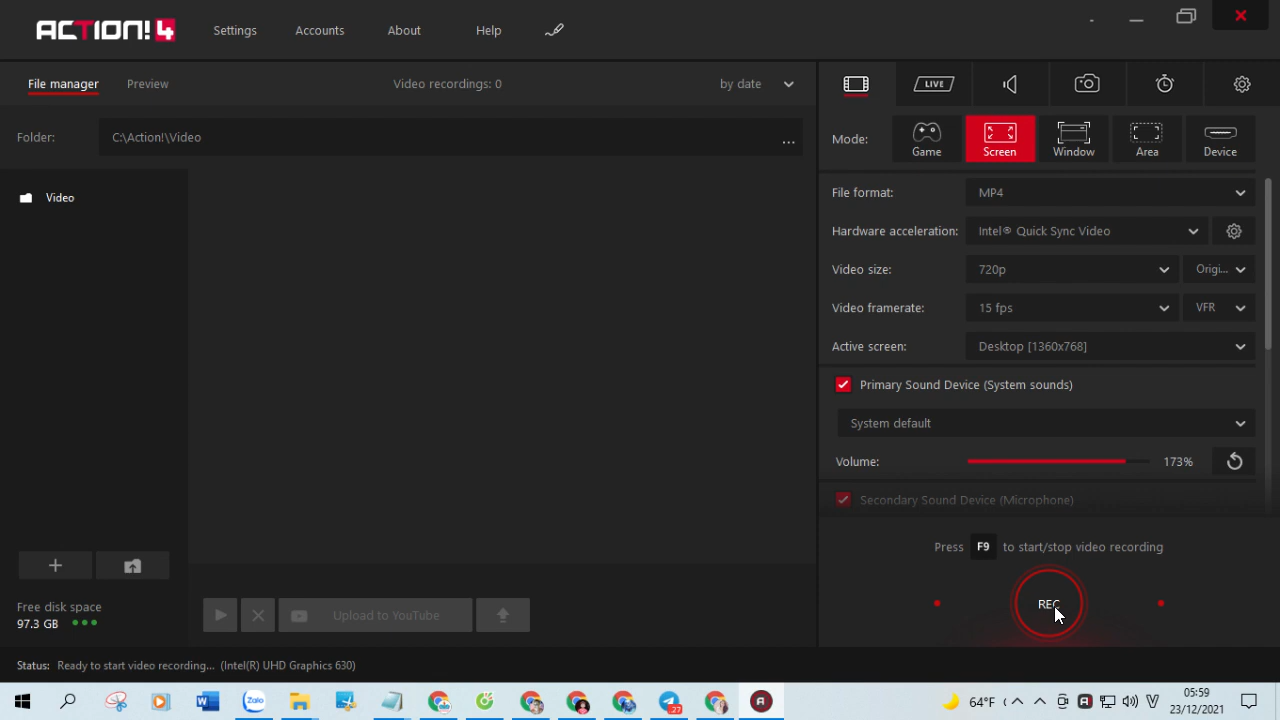 ACTION! 4
Settings
Accounts
About
Help
File manager
Preview
Video recordings: 0
by date
LIVE
Folder:
C:\Action!\Video
...
Mode:
Game
Screen
Window
Area
Device
Video
File format:
MP4
Hardware acceleration:
Intel® Quick Sync Video
Video size:
720p
Origi...
Video framerate:
15 fps
VFR
Active screen:
Desktop [1360x768]
Primary Sound Device (System sounds)
System default
Volume:
173%
Secondary Sound Device (Microphone)
Press F9 to start/stop video recording
REC
Free disk space
97.3 GB
Upload to YouTube
Status: Ready to start video recording... (Intel(R) UHD Graphics 630)
Zalo
27
64°F
V
05:59
23/12/2021